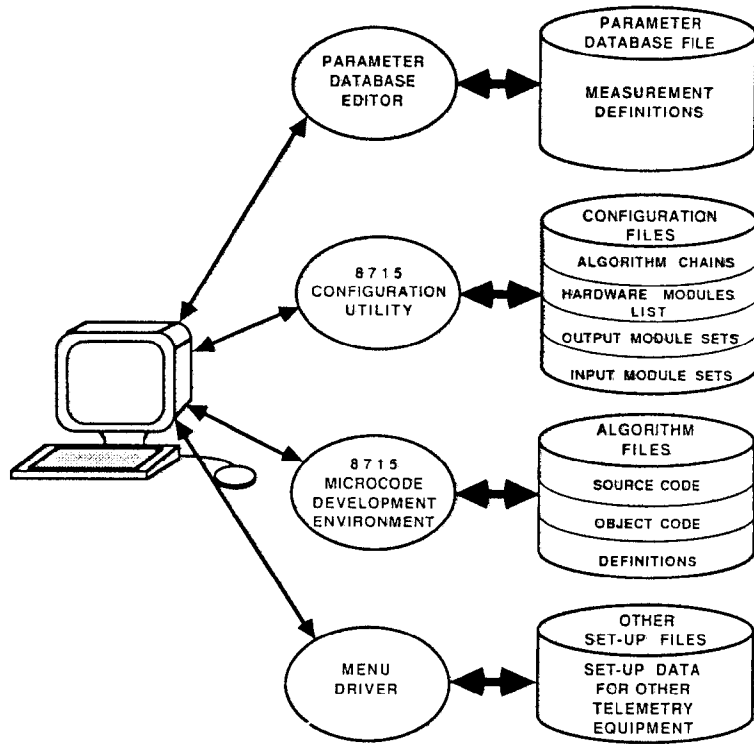 PARAMETER
DATABASE
EDITOR
PARAMETER
DATABASE FILE
MEASUREMENT
DEFINITIONS
8715
CONFIGURATION
UTILITY
CONFIGURATION
FILES
ALGORITHM CHAINS
HARDWARE MODULES
LIST
OUTPUT MODULE SETS
INPUT MODULE SETS
8715
MICROCODE
DEVELOPMENT
ENVIRONMENT
ALGORITHM
FILES
SOURCE CODE
OBJECT CODE
DEFINITIONS
MENU
DRIVER
OTHER
SET-UP FILES
SET-UP DATA
FOR OTHER
TELEMETRY
EQUIPMENT